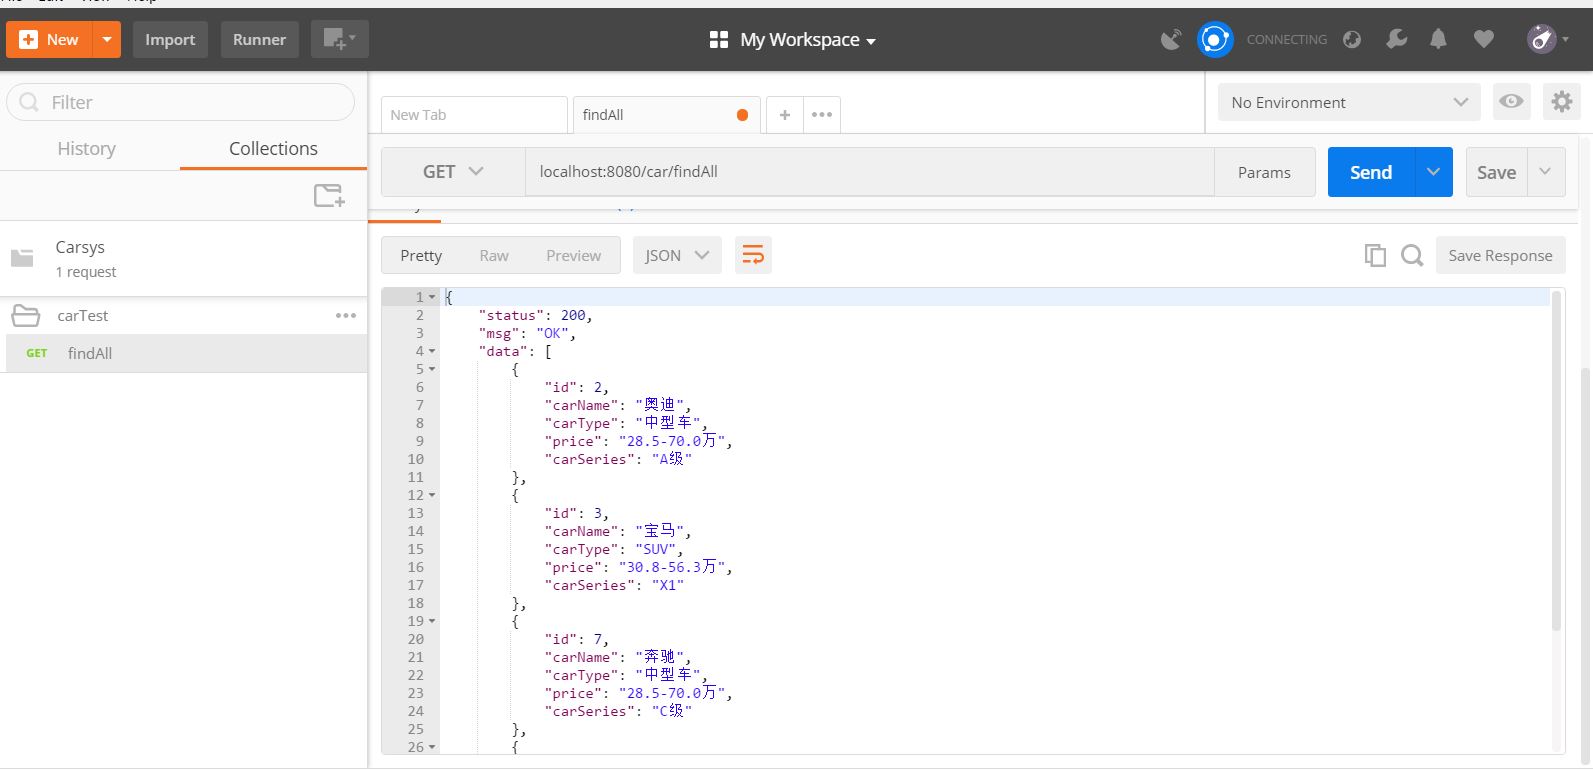 New
Import
Runner
My Workspace
CONNECTING
Filter
History
Collections
Carsys
1 request
carTest
GET findAll
New Tab
findAll
No Environment
GET
localhost:8080/car/findAll
Params
Send
Save
Pretty
Raw
Preview
JSON
Save Response
1 {
2 "status": 200,
3 "msg": "OK",
4 "data": [
5 {
6 "id": 2,
7 "carName": "奥迪",
8 "carType": "中型车",
9 "price": "28.5-70.0万",
10 "carSeries": "A级"
11 },
12 {
13 "id": 3,
14 "carName": "宝马",
15 "carType": "SUV",
16 "price": "30.8-56.3万",
17 "carSeries": "X1"
18 },
19 {
20 "id": 7,
21 "carName": "奔驰",
22 "carType": "中型车",
23 "price": "28.5-70.0万",
24 "carSeries": "C级"
25 },
26 {